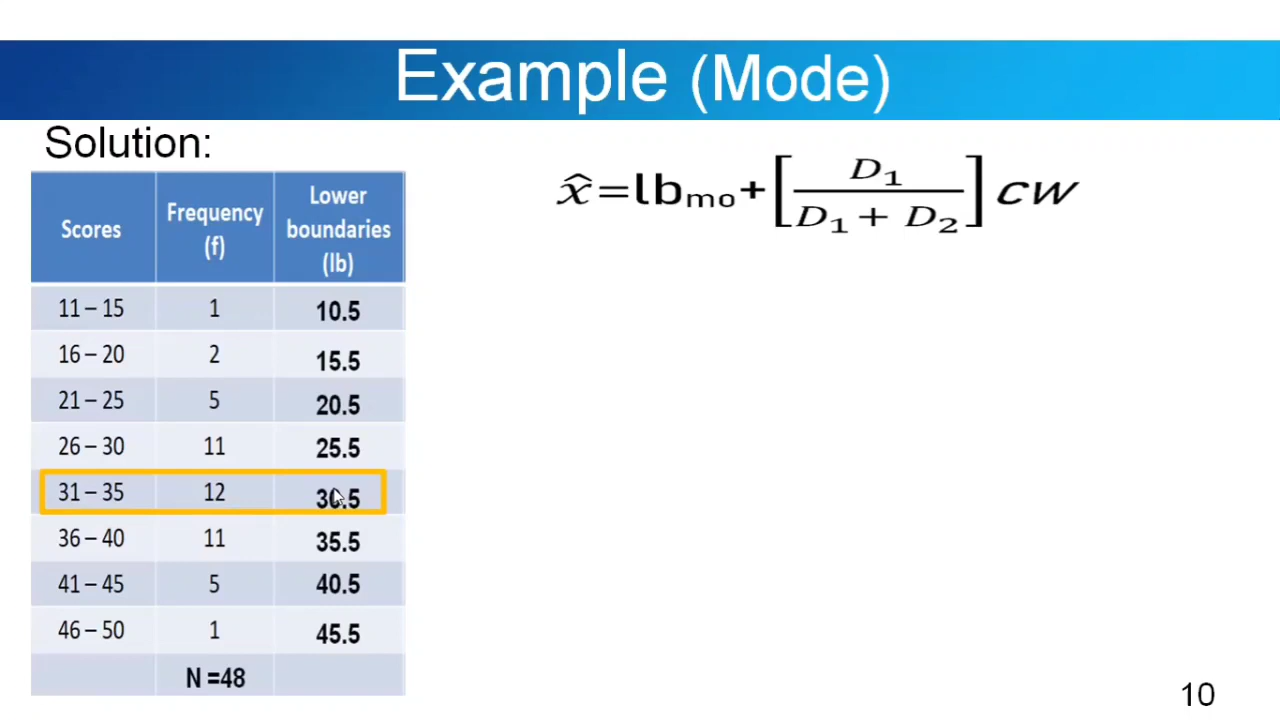 Example (Mode)
Solution:
x̂=lbmo+[D1/D1 + D2] cw
Scores Frequency (f) Lower boundaries (lb)
11 – 15 1 10.5
16 – 20 2 15.5
21 – 25 5 20.5
26 – 30 11 25.5
31 – 35 12 30.5
36 – 40 11 35.5
41 – 45 5 40.5
46 – 50 1 45.5
N =48
10